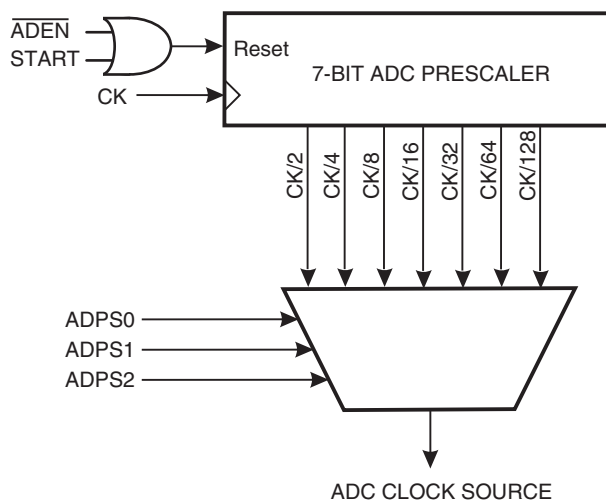 ADEN
START
Reset
7-BIT ADC PRESCALER
CK
CK/2
CK/4
CK/8
CK/16
CK/32
CK/64
CK/128
ADPS0
ADPS1
ADPS2
ADC CLOCK SOURCE